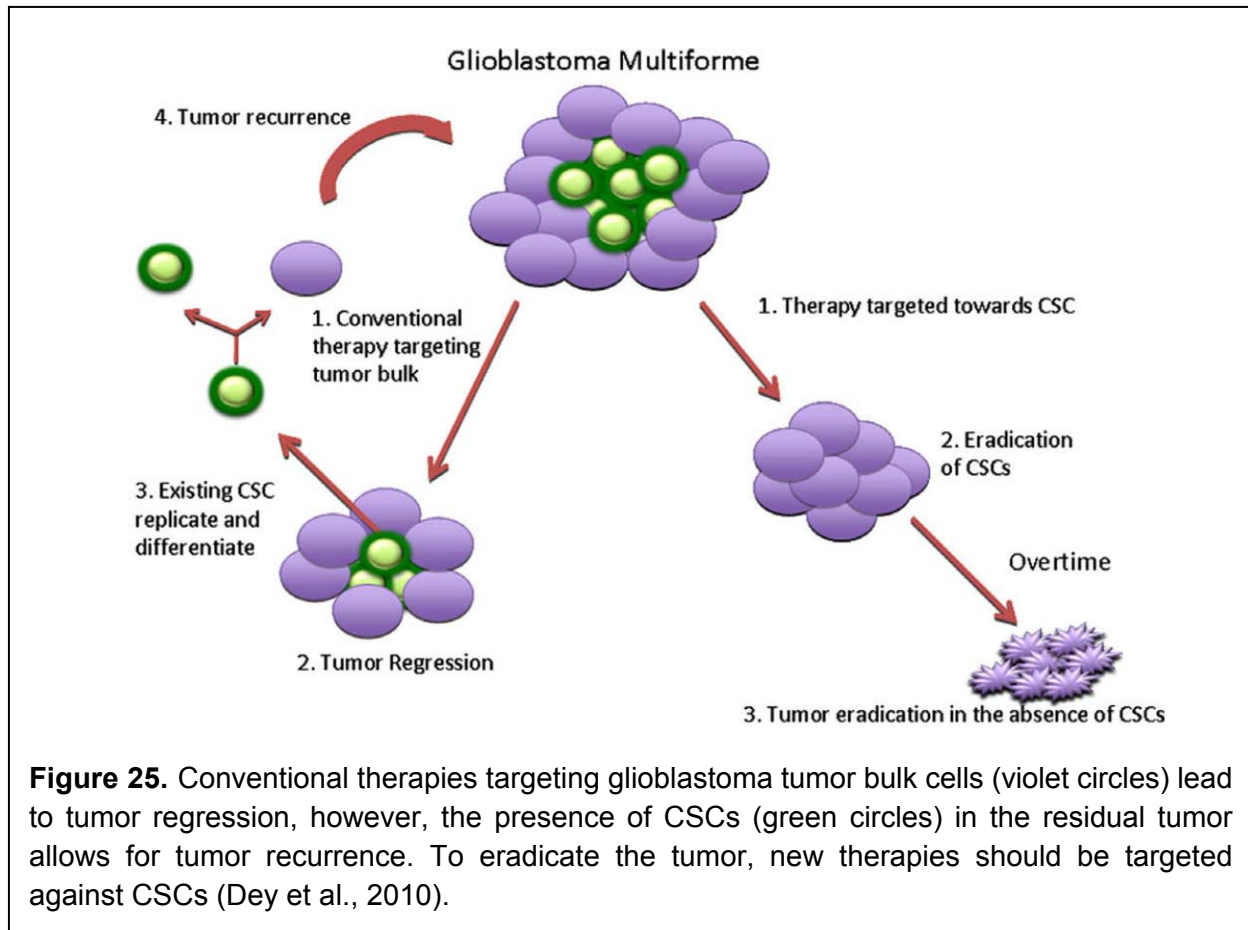 Glioblastoma Multiforme
4. Tumor recurrence
1. Conventional
therapy targeting
tumor bulk
3. Existing CSC
replicate and
differentiate
2. Tumor Regression
1. Therapy targeted towards CSC
2. Eradication
of CSCs
Overtime
3. Tumor eradication in the absence of CSCs
Figure 25. Conventional therapies targeting glioblastoma tumor bulk cells (violet circles) lead
to tumor regression, however, the presence of CSCs (green circles) in the residual tumor
allows for tumor recurrence. To eradicate the tumor, new therapies should be targeted
against CSCs (Dey et al., 2010).